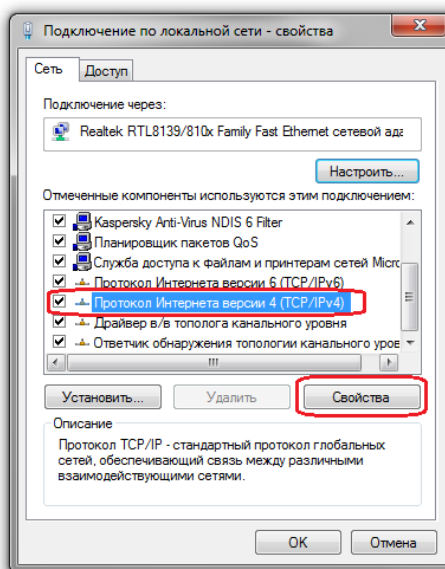 Подключение по локальной сети - свойства
Сеть Доступ
Подключение через:
Realtek RTL8139/810x Family Fast Ethernet сетевой ада
Настроить...
Отмеченные компоненты используются этим подключением:
Kaspersky Anti-Virus NDIS 6 Filter
Планировщик пакетов QoS
Служба доступа к файлам и принтерам сетей Micro
Протокол Интернета версии 6 (TCP/IPv6)
Протокол Интернета версии 4 (TCP/IPv4)
Драйвер в/в тополога канального уровня
Ответчик обнаружения топологии канального уров
Установить... Удалить Свойства
Описание
Протокол TCP/IP - стандартный протокол глобальных
сетей, обеспечивающий связь между различными
взаимодействующими сетями.
OK Отмена